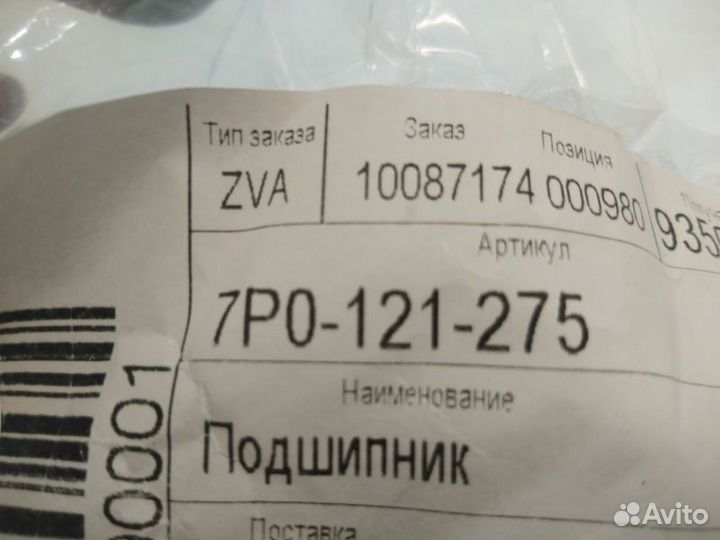 Тип заказа
Заказ
Позиция
ZVA
10087174
000980
Артикул
7P0-121-275
Наименование
Подшипник
Поставка
Avito